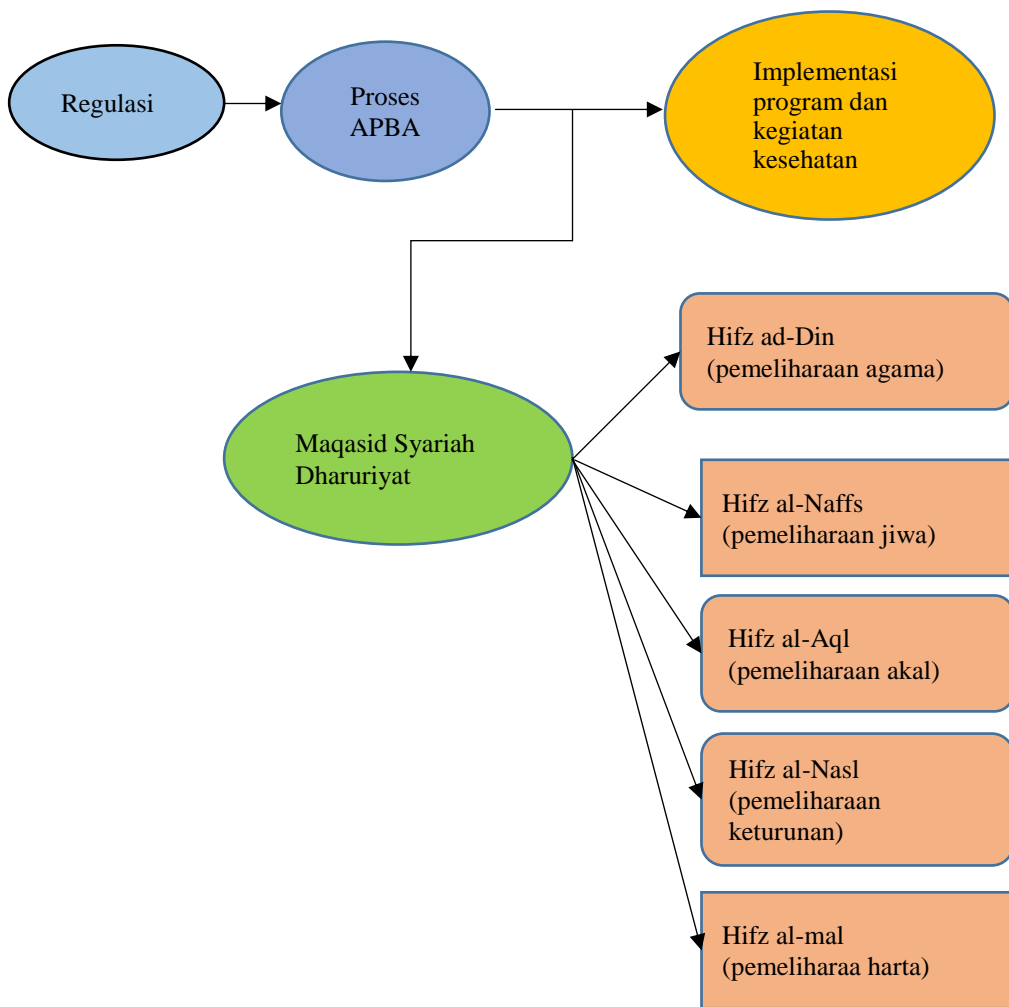 Regulasi
Proses
APBA
Implementasi
program dan
kegiatan
kesehatan
Hifz ad-Din
(pemeliharaan agama)
Maqasid Syariah
Dharuriyat
Hifz al-Naffs
(pemeliharaan jiwa)
Hifz al-Aql
(pemeliharaan akal)
Hifz al-Nasl
(pemeliharaan
keturunan)
Hifz al-mal
(pemeliharaa harta)